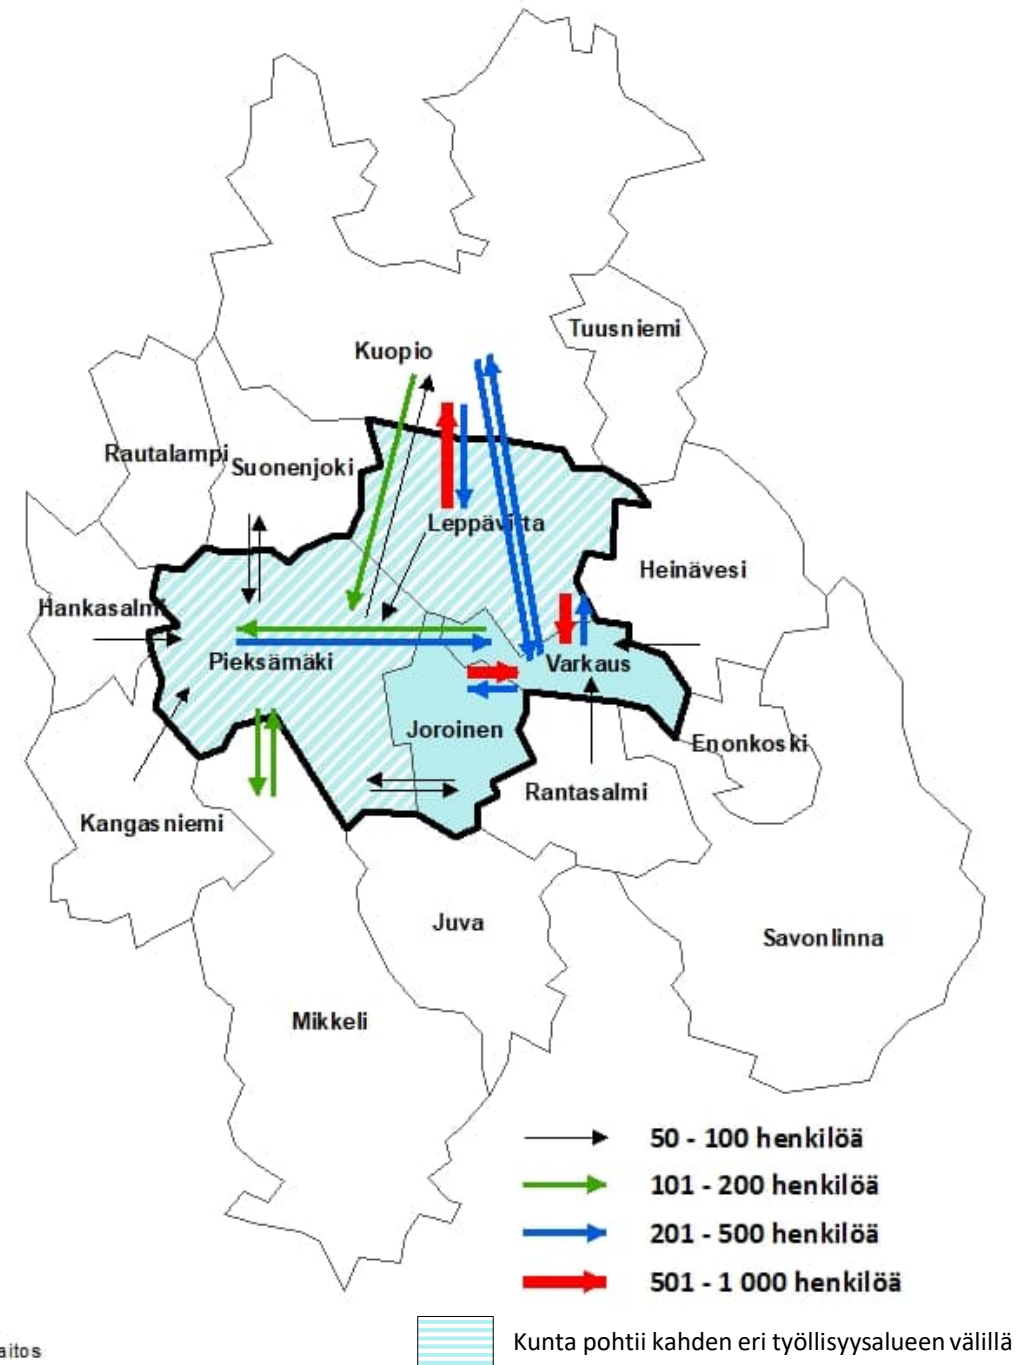 Tuusniemi
Kuopio
Rautalampi
Suonenjoki
Leppävirta
Heinävesi
Hankasalmi
Pieksämäki
Varkaus
Joroinen
Enonkoski
Rantasalmi
Kangasniemi
Juva
Savonlinna
Mikkeli
50 - 100 henkilöä
101 - 200 henkilöä
201 - 500 henkilöä
501 - 1 000 henkilöä
Kunta pohtii kahden eri työllisyysalueen välillä
aitos